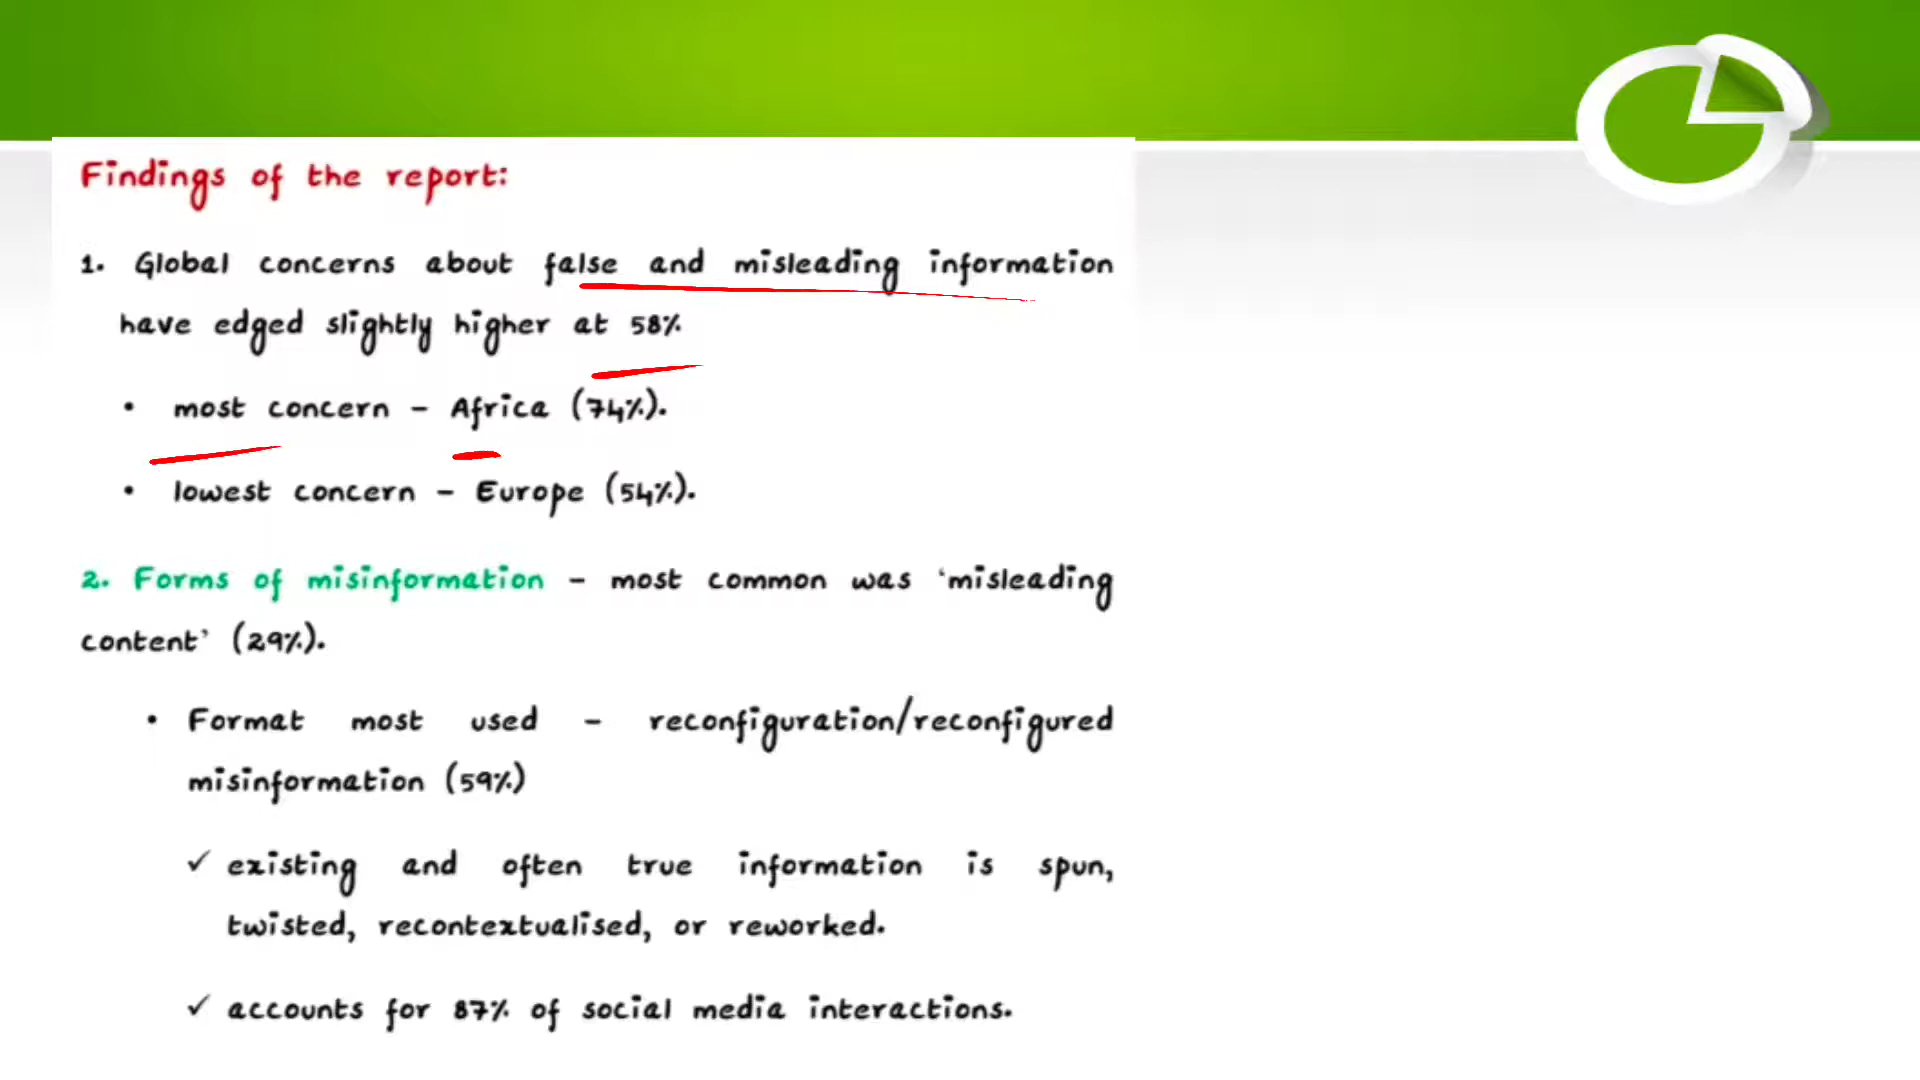 Findings of the report:
1. Global concerns about false and misleading information
have edged slightly higher at 58%
• most concern - Africa (74%).
• lowest concern - Europe (54%).
2. Forms of misinformation - most common was 'misleading
content' (29%).
• Format most used - reconfiguration/reconfigured
misinformation (59%)
✓ existing and often true information is spun,
twisted, recontextualised, or reworked.
✓ accounts for 87% of social media interactions.